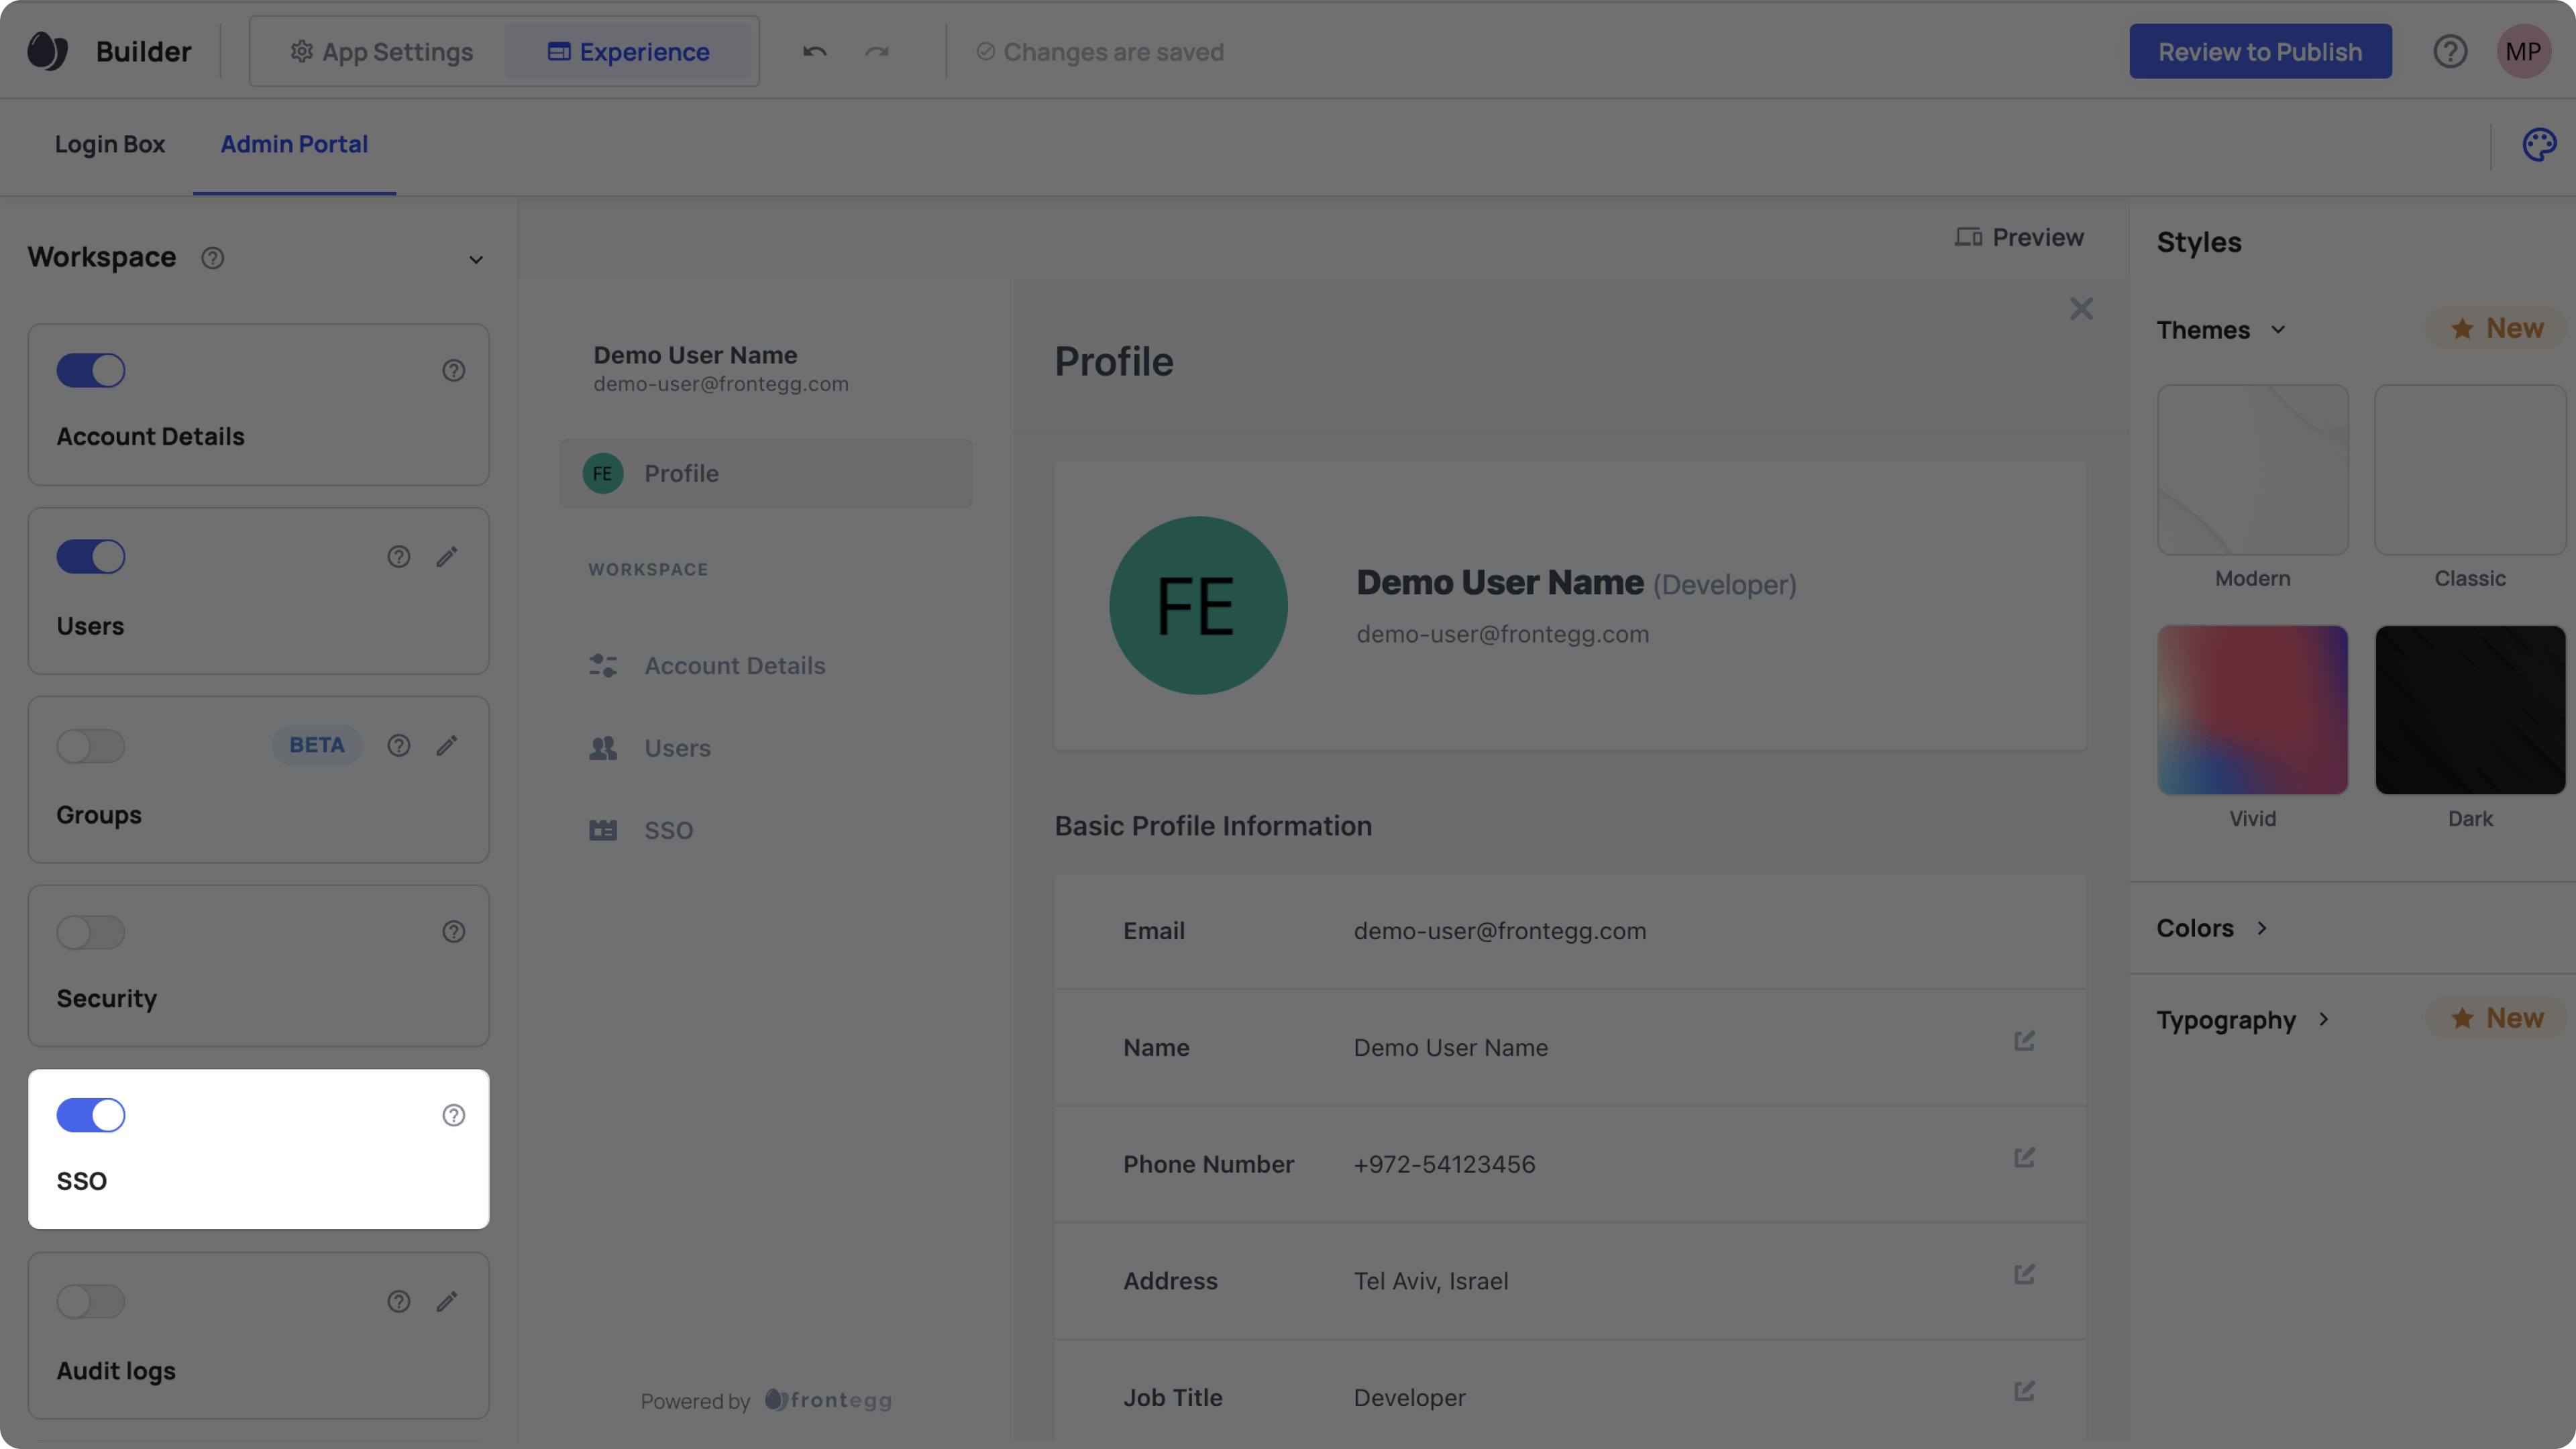 Builder
App Settings
Experience
Changes are saved
Review to Publish
MP
Login Box
Admin Portal
Workspace
Account Details
Users
BETA
Groups
Security
SSO
Audit logs
Preview
Demo User Name
demo-user@frontegg.com
FE Profile
WORKSPACE
Account Details
Users
SSO
Powered by frontegg
Profile
FE
Demo User Name (Developer)
demo-user@frontegg.com
Basic Profile Information
Email demo-user@frontegg.com
Name Demo User Name
Phone Number +972-54123456
Address Tel Aviv, Israel
Job Title Developer
Styles
Themes New
Modern Classic
Vivid Dark
Colors
Typography New